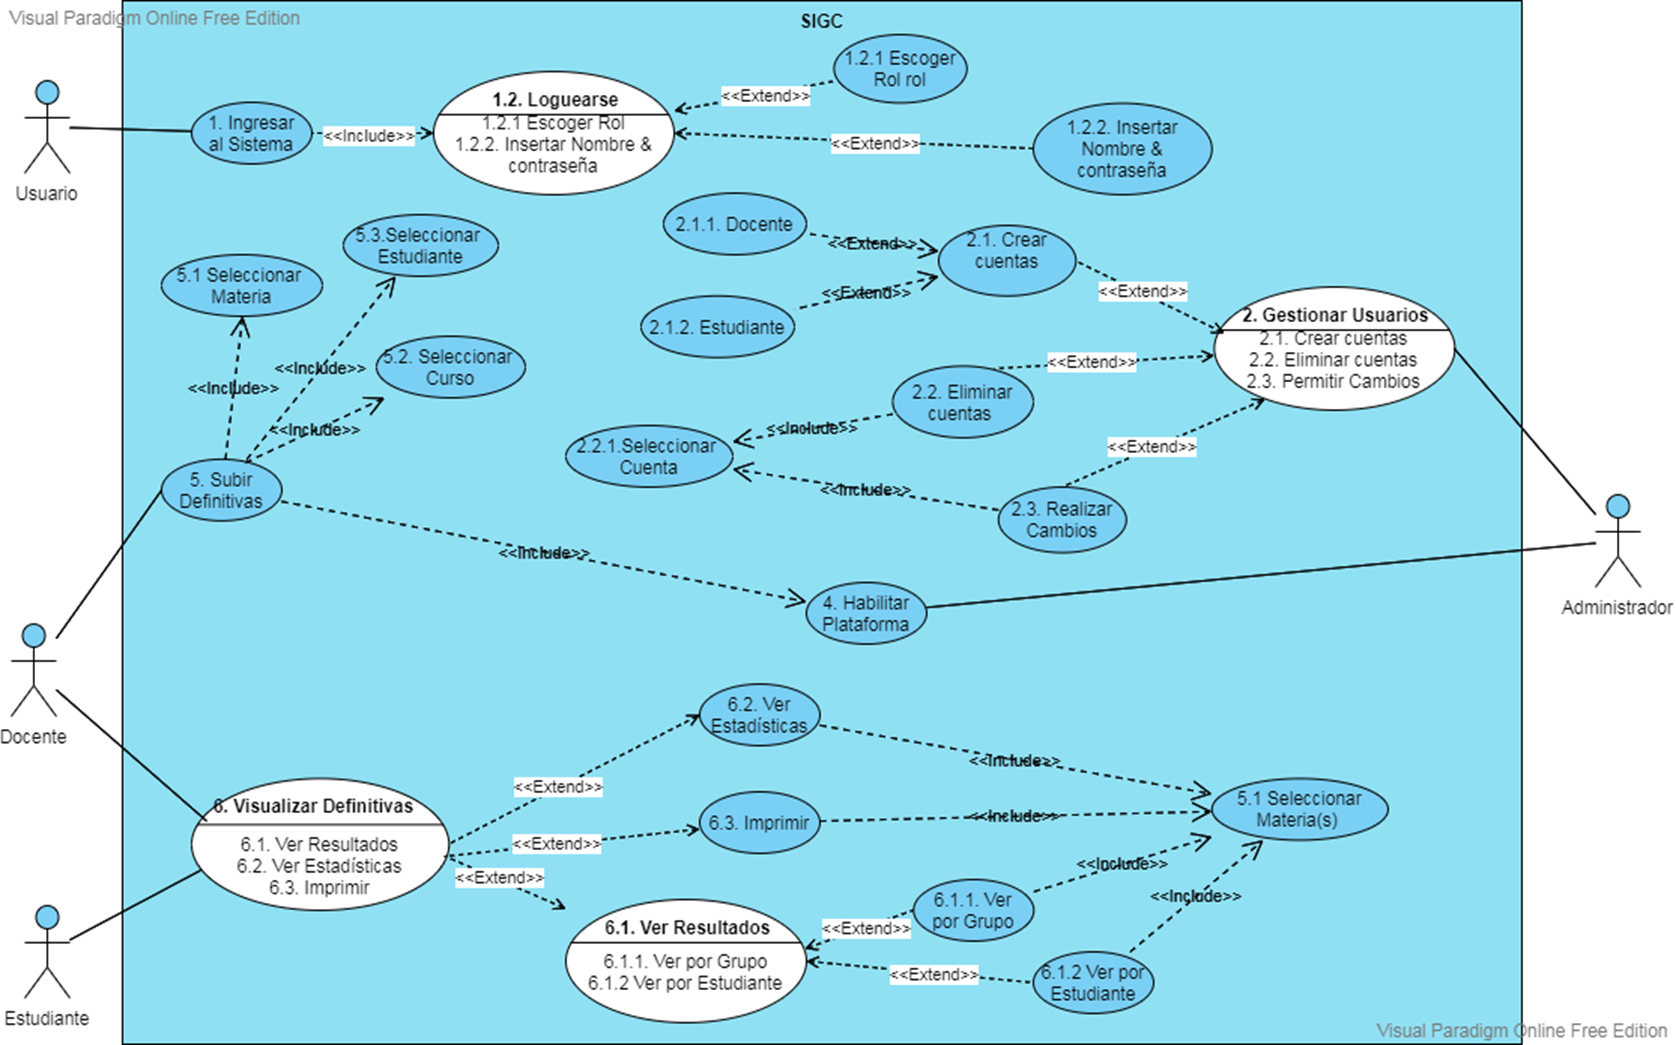 Visual Paradigm Online Free Edition
SIGC
Usuario
1. Ingresar
al Sistema
<<Include>>
1.2. Loguearse
1.2.1 Escoger Rol
1.2.2. Insertar Nombre &
contraseña
<<Extend>>
1.2.1 Escoger
Rol rol
<<Extend>>
1.2.2. Insertar
Nombre &
contraseña
5.3.Seleccionar
Estudiante
5.1 Seleccionar
Materia
5.2. Seleccionar
Curso
<<Include>>
<<Include>>
<<Include>>
5. Subir
Definitivas
<<Include>>
2.1.1. Docente
<<Extend>>
2.1. Crear
cuentas
<<Extend>>
2.1.2. Estudiante
<<Extend>>
2. Gestionar Usuarios
2.1. Crear cuentas
2.2. Eliminar cuentas
2.3. Permitir Cambios
<<Extend>>
2.2. Eliminar
cuentas
<<Include>>
2.2.1.Seleccionar
Cuenta
<<Extend>>
<<Include>>
2.3. Realizar
Cambios
4. Habilitar
Plataforma
Administrador
Docente
6.2. Ver
Estadísticas
<<Include>>
<<Extend>>
6. Visualizar Definitivas
6.1. Ver Resultados
6.2. Ver Estadísticas
6.3. Imprimir
<<Extend>>
6.3. Imprimir
<<Include>>
5.1 Seleccionar
Materia(s)
<<Extend>>
<<Include>>
<<Include>>
6.1.1. Ver
por Grupo
<<Extend>>
6.1. Ver Resultados
6.1.1. Ver por Grupo
6.1.2 Ver por Estudiante
<<Extend>>
6.1.2 Ver por
Estudiante
Estudiante
Visual Paradigm Online Free Edition